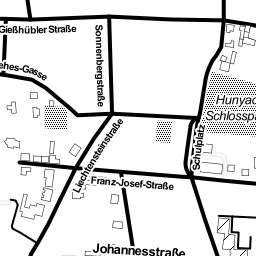 Gießhübler Straße
Sonnenbergstraße
ehes-Gasse
Hunyad
Schlosspa
Schulplatz
Liechtensteinstraße
Franz-Josef-Straße
Johannesstraße